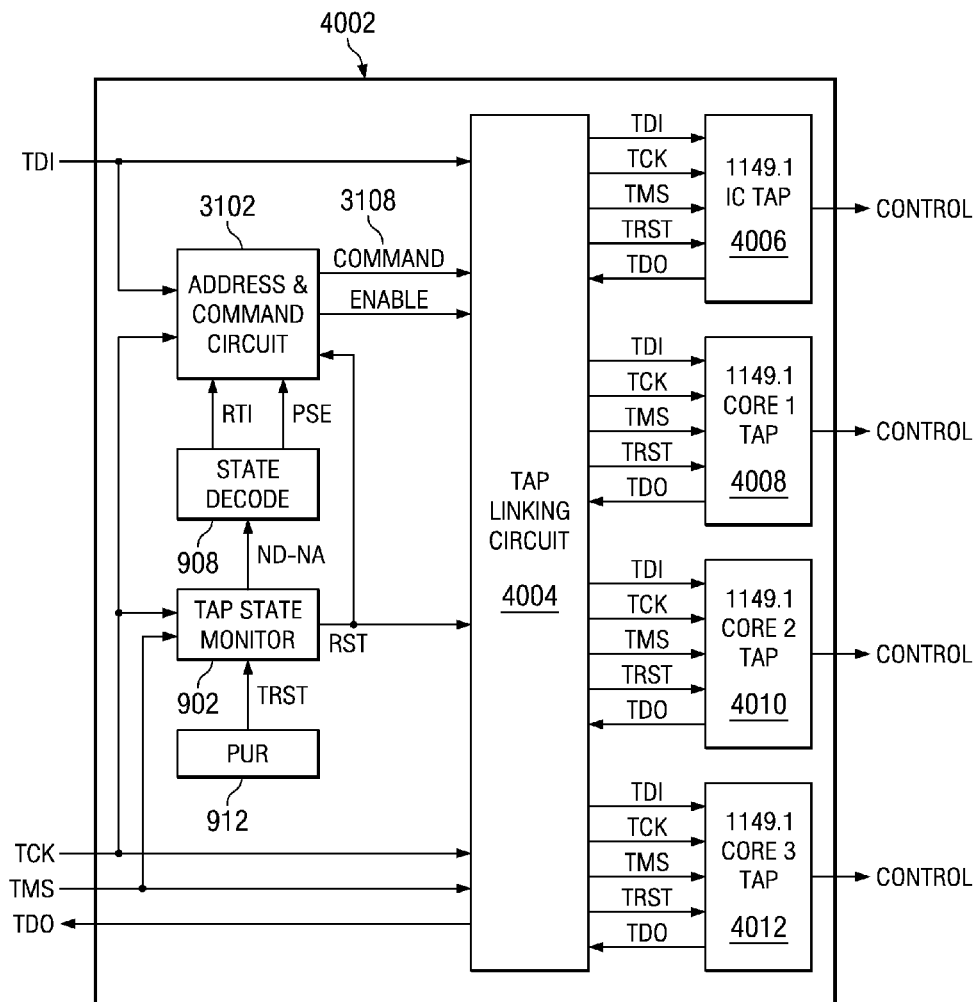 4002
TDI
3102
3108
ADDRESS &
COMMAND
CIRCUIT
COMMAND
ENABLE
RTI
PSE
STATE
DECODE
908
ND-NA
TAP STATE
MONITOR
902
RST
TRST
PUR
912
TCK
TMS
TDO
TAP
LINKING
CIRCUIT
4004
TDI
TCK
TMS
TRST
TDO
1149.1
IC TAP
4006
CONTROL
TDI
TCK
TMS
TRST
TDO
1149.1
CORE 1
TAP
4008
CONTROL
TDI
TCK
TMS
TRST
TDO
1149.1
CORE 2
TAP
4010
CONTROL
TDI
TCK
TMS
TRST
TDO
1149.1
CORE 3
TAP
4012
CONTROL